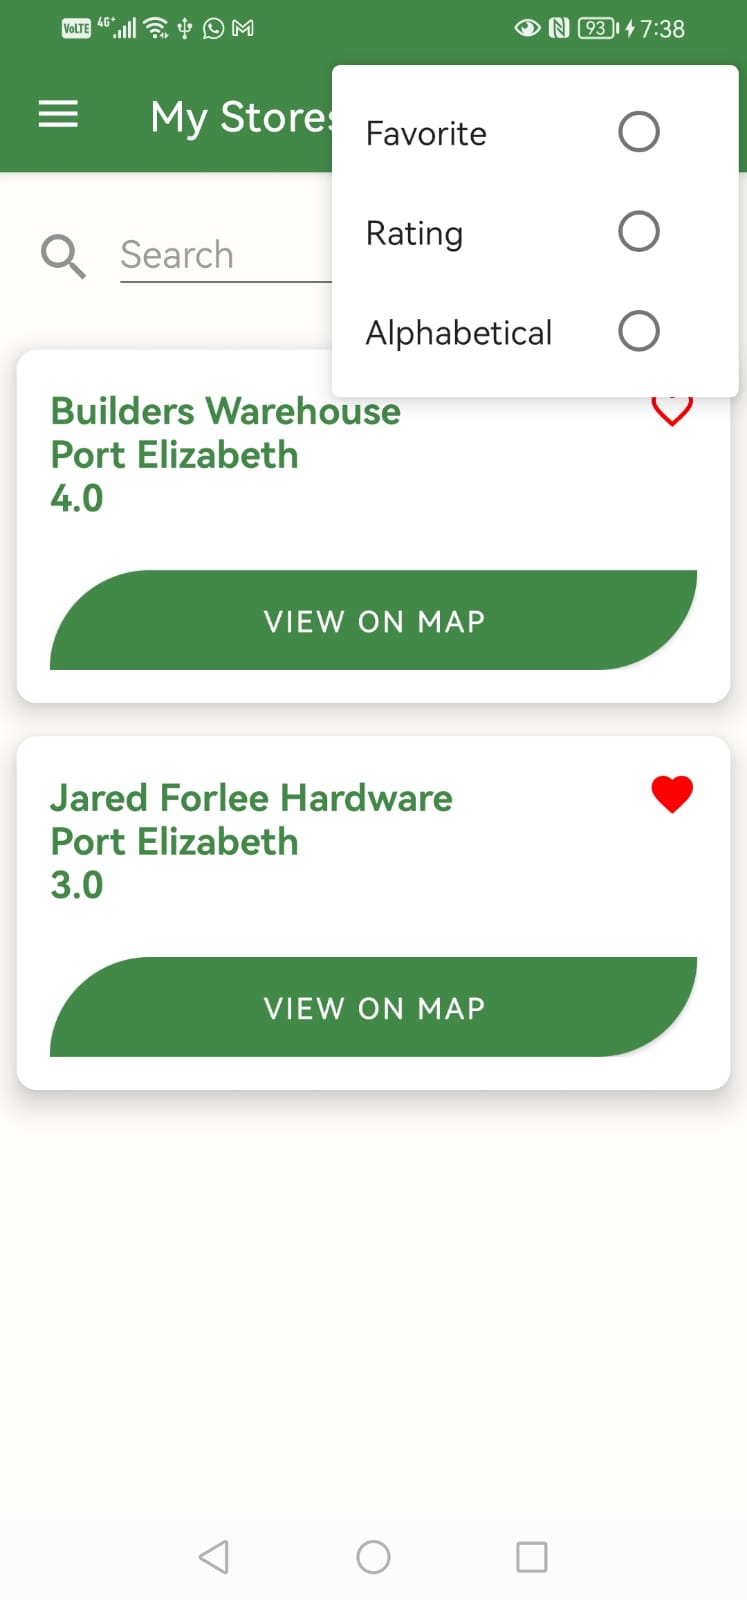 VoLTE 4G+ 93 7:38
My Stores
Favorite
Rating
Alphabetical
Search
Builders Warehouse
Port Elizabeth
4.0
VIEW ON MAP
Jared Forlee Hardware
Port Elizabeth
3.0
VIEW ON MAP